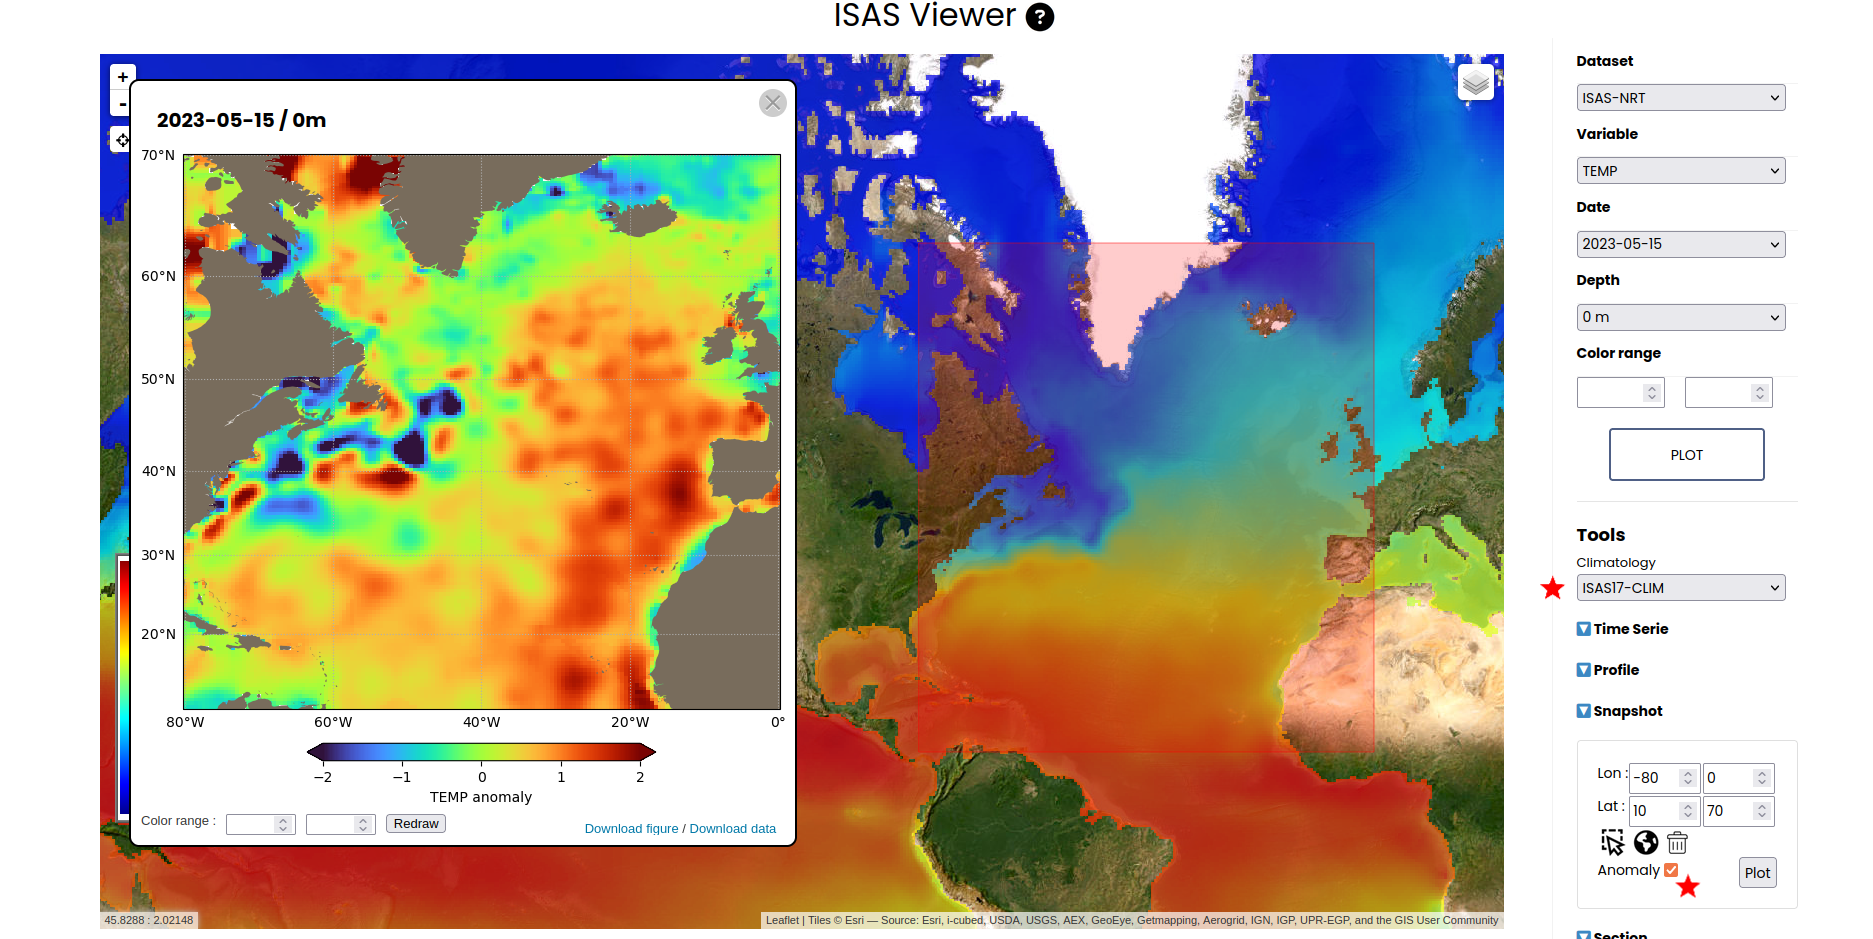 ISAS Viewer ?
+
-
2023-05-15 / 0m
70°N
60°N
50°N
40°N
30°N
20°N
80°W 60°W 40°W 20°W 0°
−2 −1 0 1 2
TEMP anomaly
Color range :
Redraw
Download figure / Download data
45.8288 : 2.02148
Leaflet | Tiles © Esri — Source: Esri, i-cubed, USDA, USGS, AEX, GeoEye, Getmapping, Aerogrid, IGN, IGP, UPR-EGP, and the GIS User Community
Dataset
ISAS-NRT
Variable
TEMP
Date
2023-05-15
Depth
0 m
Color range
PLOT
Tools
Climatology
ISAS17-CLIM
Time Serie
Profile
Snapshot
Lon : -80 0
Lat : 10 70
Anomaly
Plot
Section